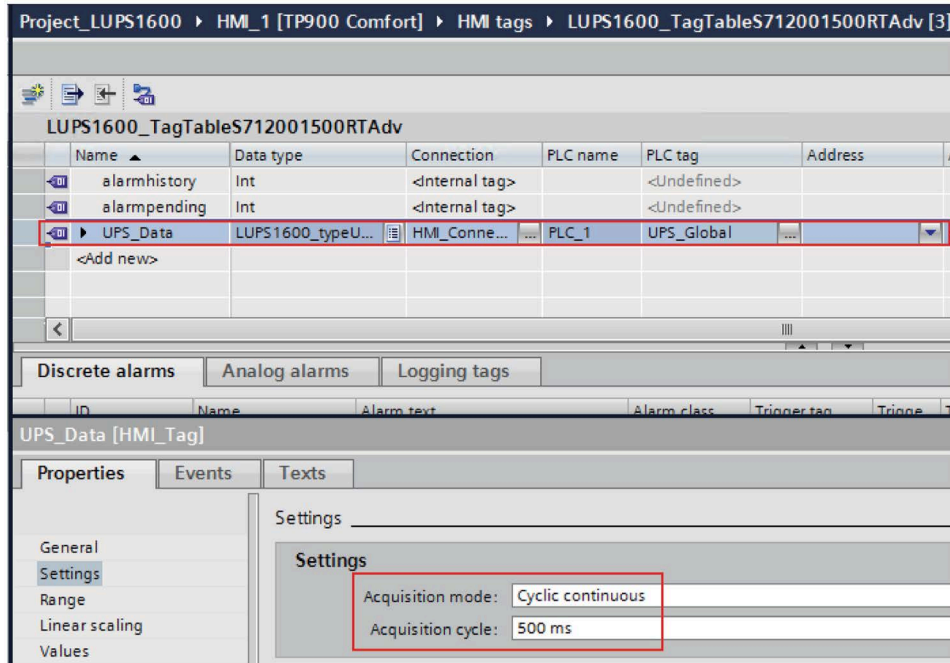 Project_LUPS1600 ▸ HMI_1 [TP900 Comfort] ▸ HMI tags ▸ LUPS1600_TagTableS712001500RTAdv [3]
LUPS1600_TagTableS712001500RTAdv
Name Data type Connection PLC name PLC tag Address
alarmhistory Int <Internal tag> <Undefined>
alarmpending Int <Internal tag> <Undefined>
UPS_Data LUPS1600_typeU... HMI_Conne... PLC_1 UPS_Global
<Add new>
Discrete alarms Analog alarms Logging tags
ID Name Alarm text Alarm class Trigger tag Trigge
UPS_Data [HMI_Tag]
Properties Events Texts
Settings
General
Settings
Settings
Range
Acquisition mode: Cyclic continuous
Linear scaling
Acquisition cycle: 500 ms
Values